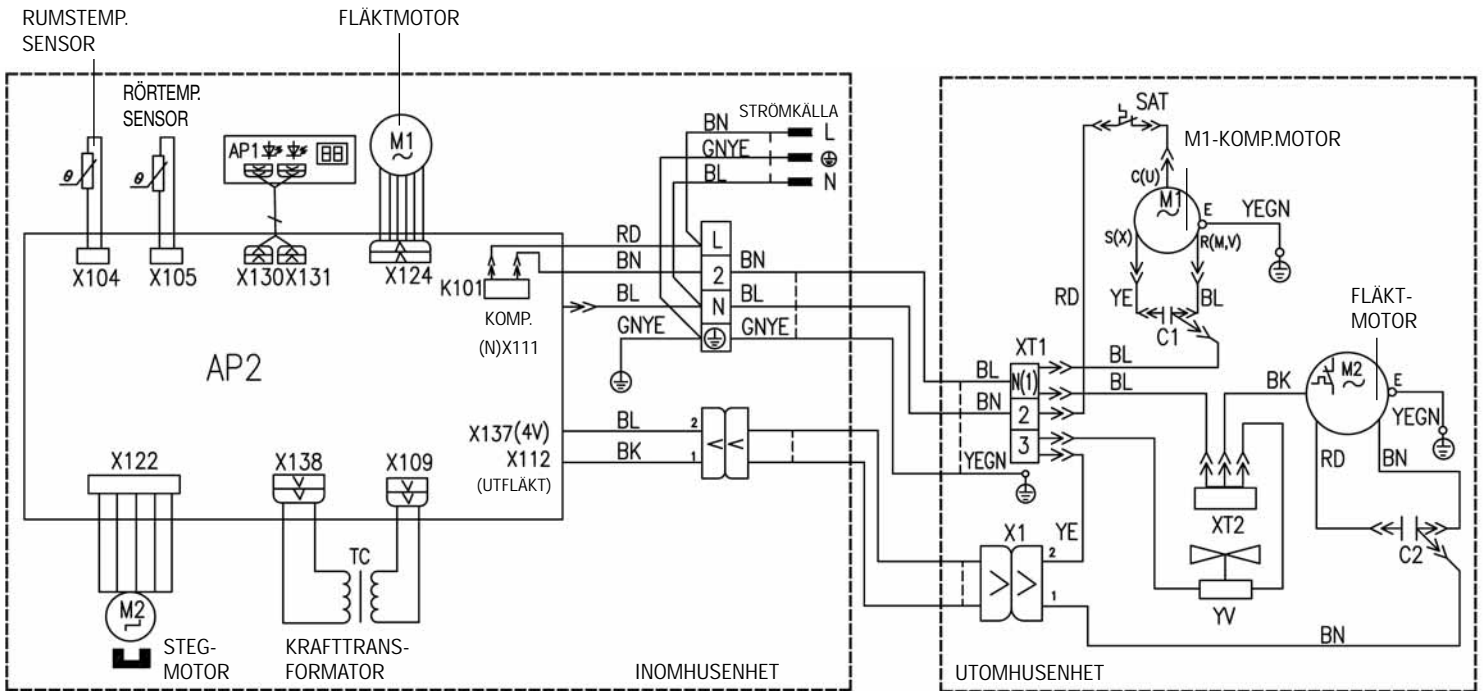 RUMSTEMP.
SENSOR
FLÄKTMOTOR
RÖRTEMP.
SENSOR
θ
θ
AP1
88
M1
~
X104
X105
X130X131
X124
AP2
K101
KOMP.
(N)X111
RD
BN
BL
GNYE
BN
GNYE
BL
STRÖMKÄLLA
L
N
L
2
N
BN
BL
GNYE
X137(4V)
X112
(UTFLÄKT)
BL
BK
2
1
X122
X138
X109
TC
M2
STEG-
MOTOR
KRAFTTRANS-
FORMATOR
INOMHUSENHET
SAT
M1-KOMP.MOTOR
C(U)
M1
~
E
YEGN
S(X)
R(M,V)
RD
YE
BL
C1
FLÄKT-
MOTOR
XT1
BL
BL
BL
N(1)
BN
2
3
YEGN
BK
M2
~
E
YEGN
RD
BN
XT2
C2
X1
YE
2
1
YV
BN
UTOMHUSENHET